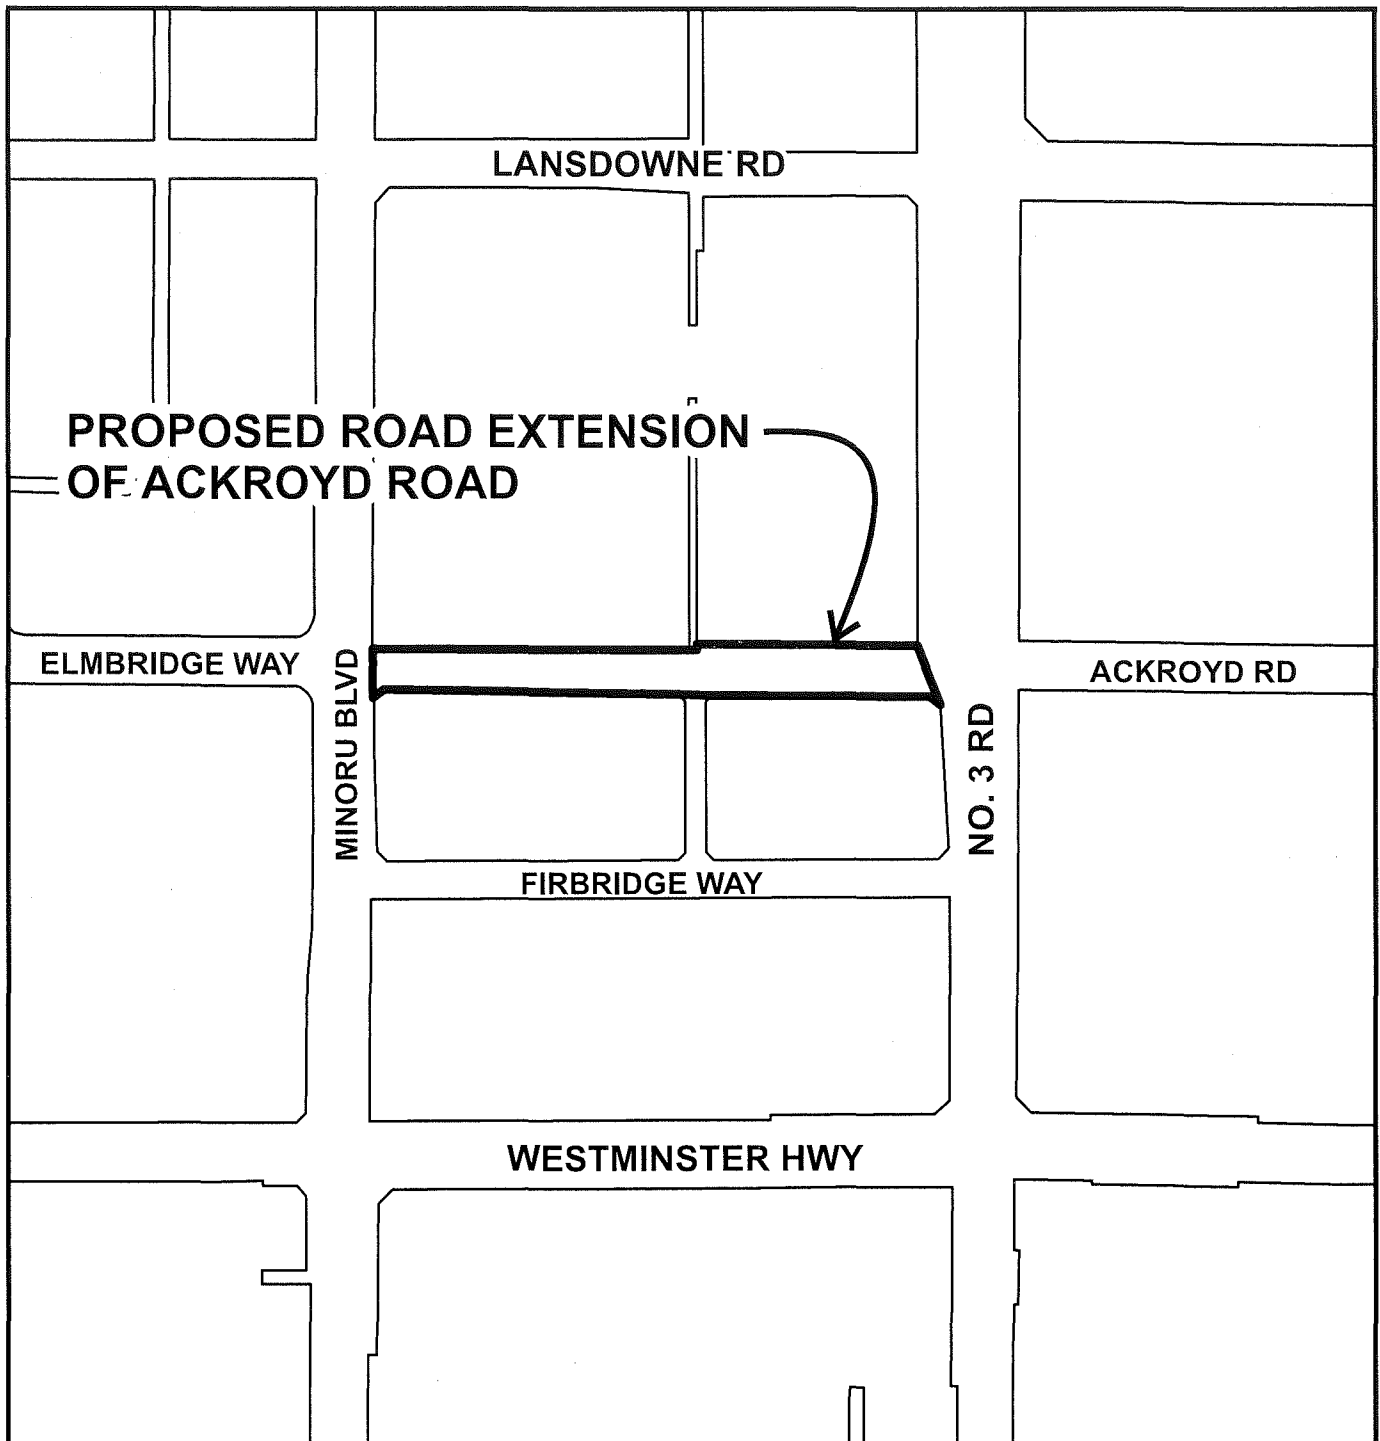 LANSDOWNE RD
PROPOSED ROAD EXTENSION
OF ACKROYD ROAD
ELMBRIDGE WAY
MINORU BLVD
ACKROYD RD
NO. 3 RD
FIRBRIDGE WAY
WESTMINSTER HWY